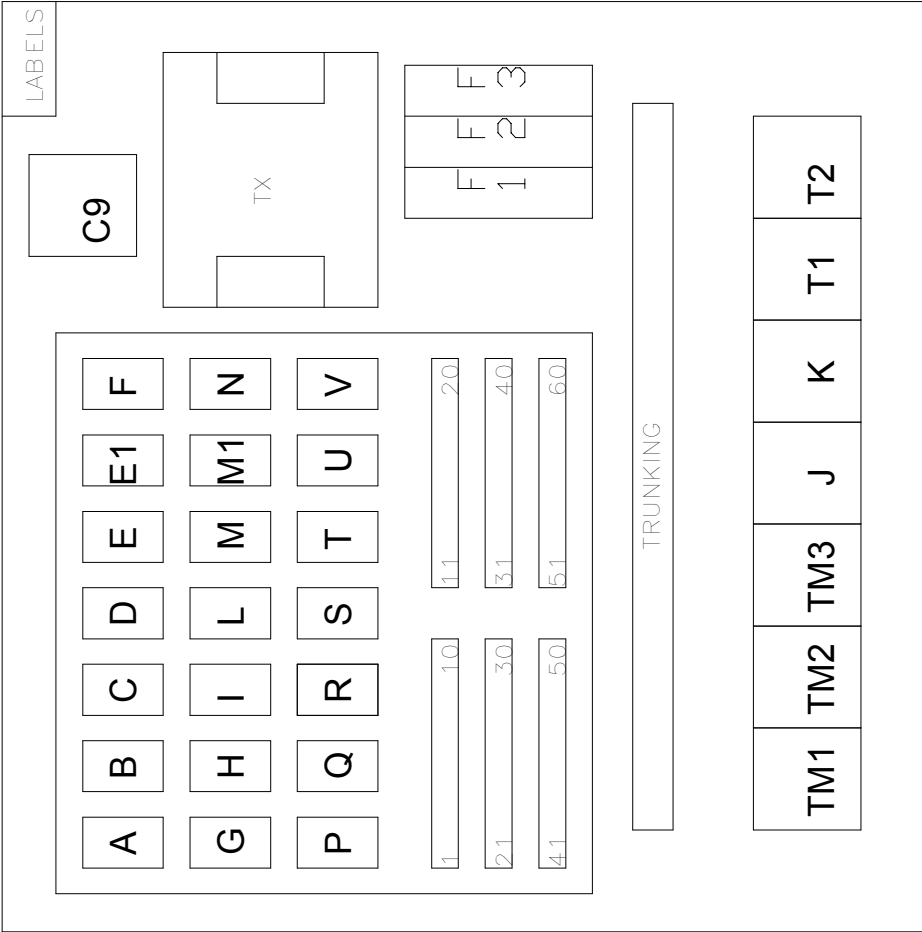 LABELS
C9
TX
F 1
F 2
F 3
A B C D E E1 F
G H I L M M1 N
P Q R S T U V
1 10 11 20
21 30 31 40
41 50 51 60
TRUNKING
TM1 TM2 TM3 J K T1 T2